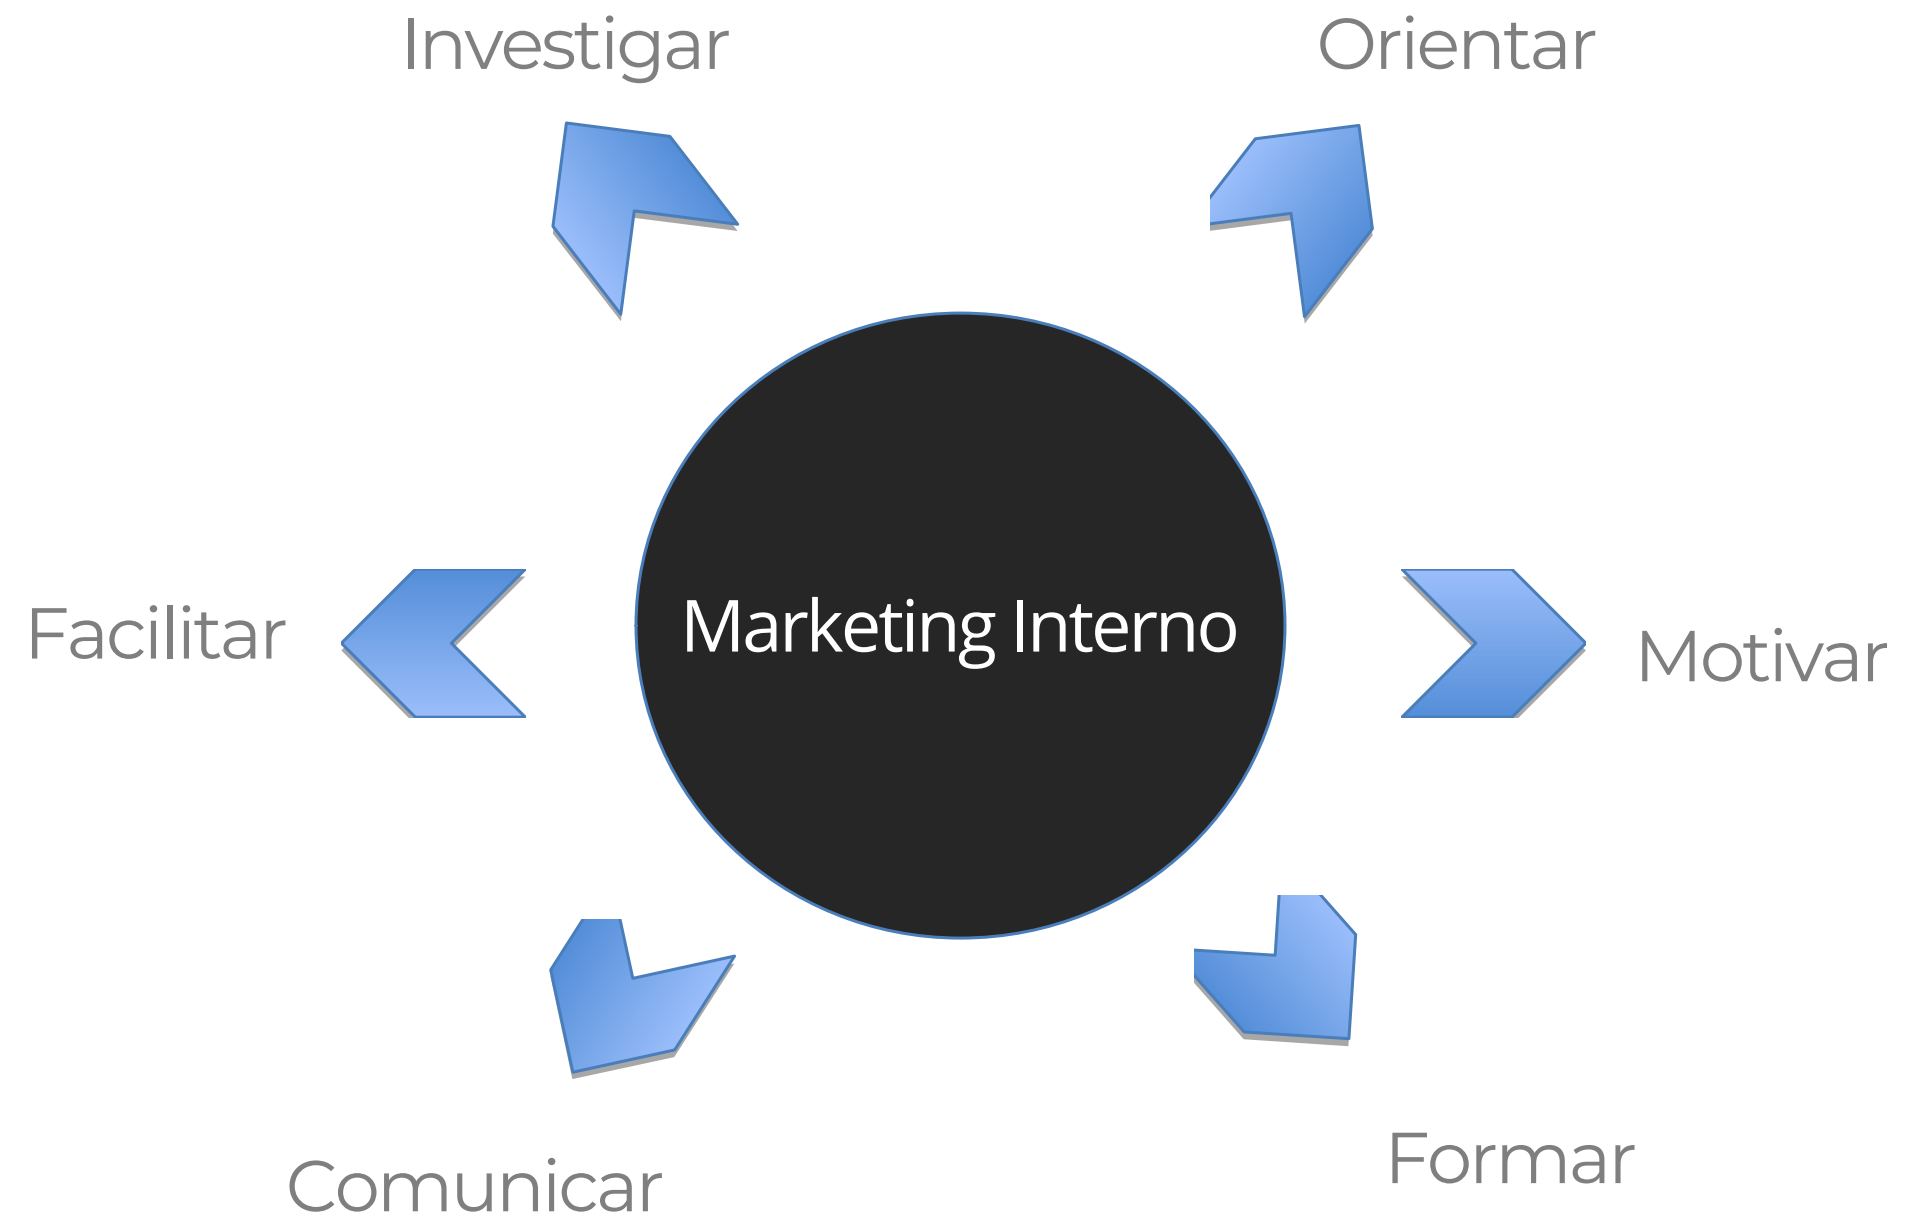 Investigar
Orientar
Facilitar
Marketing Interno
Motivar
Comunicar
Formar